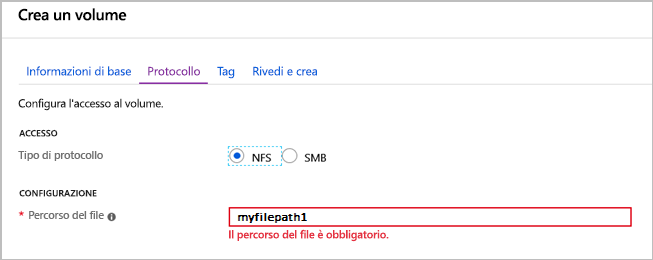 Crea un volume
Informazioni di base Protocollo Tag Rivedi e crea
Configura l'accesso al volume.
ACCESSO
Tipo di protocollo NFS SMB
CONFIGURAZIONE
* Percorso del file myfilepath1
Il percorso del file è obbligatorio.